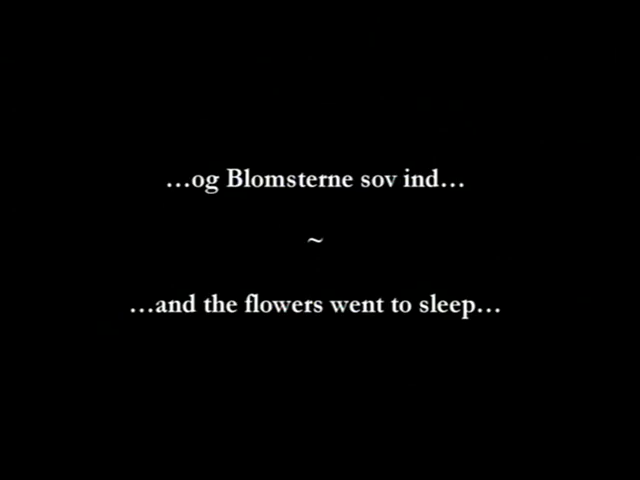 ...og Blomsterne sov ind...
~
...and the flowers went to sleep...